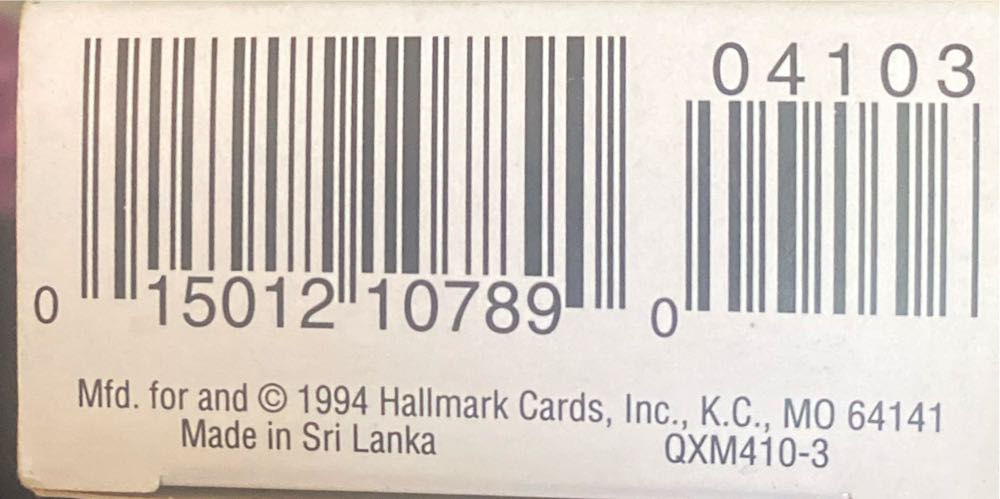 04103
0 15012 10789 0
Mfd. for and © 1994 Hallmark Cards, Inc., K.C., MO 64141
Made in Sri Lanka QXM410-3